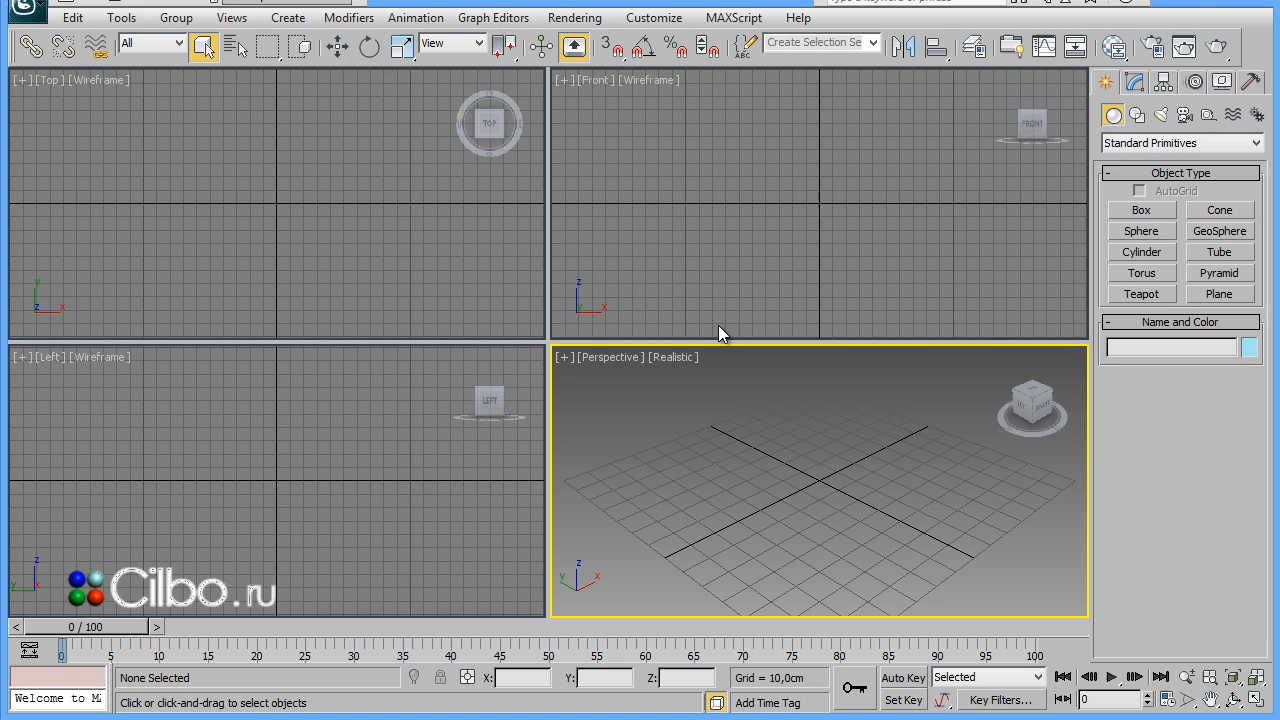 Edit Tools Group Views Create Modifiers Animation Graph Editors Rendering Customize MAXScript Help
All View 3 ABC Create Selection Se
[+] [Top] [Wireframe]
TOP
[+] [Front] [Wireframe]
FRONT
Standard Primitives
- Object Type
AutoGrid
Box Cone
Sphere GeoSphere
Cylinder Tube
Torus Pyramid
Teapot Plane
- Name and Color
y
z x
z
y x
[+] [Left] [Wireframe]
LEFT
[+] [Perspective] [Realistic]
z
y x
z
y x
Cilbo.ru
< 0 / 100 >
0 5 10 15 20 25 30 35 40 45 50 55 60 65 70 75 80 85 90 95 100
None Selected X: Y: Z: Grid = 10,0cm Auto Key Selected
Welcome to M Click or click-and-drag to select objects Add Time Tag Set Key Key Filters... 0